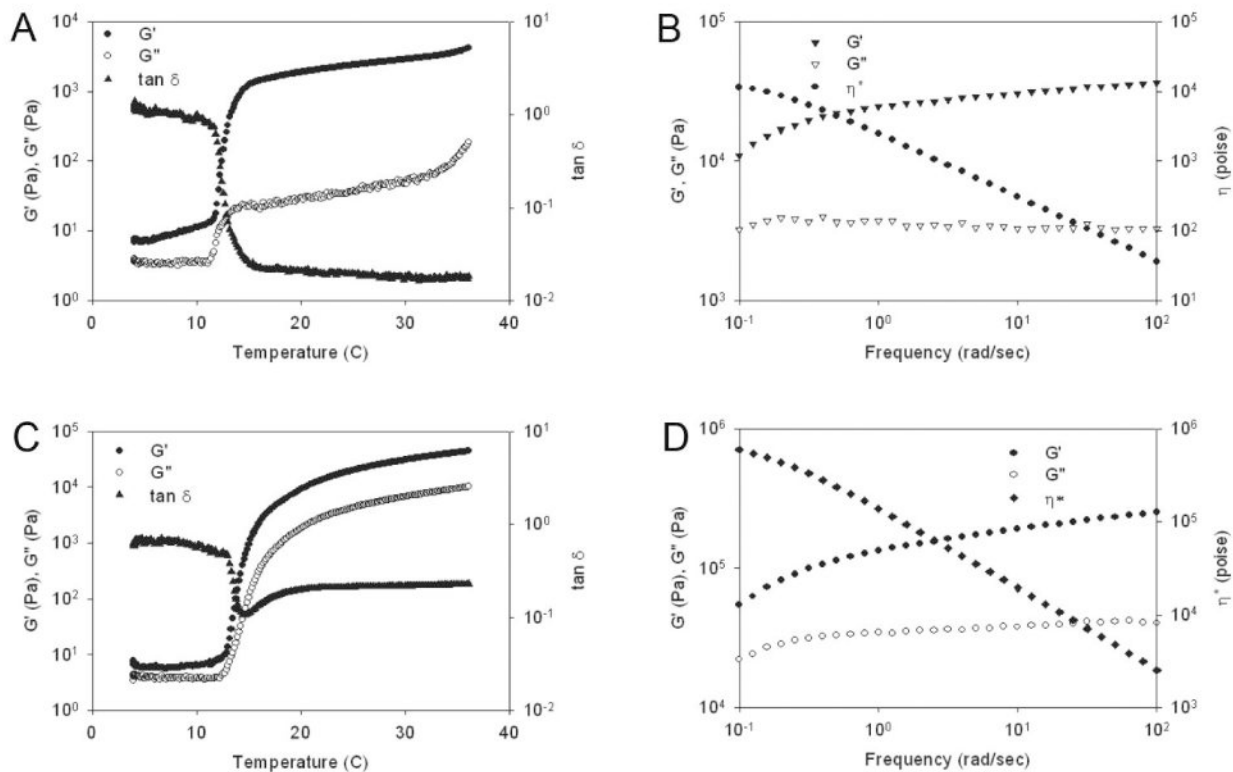 A
G'
G"
tan δ
G' (Pa), G" (Pa)
10⁴
10³
10²
10¹
10⁰
tan δ
10¹
10⁰
10⁻¹
10⁻²
0 10 20 30 40
Temperature (C)
B
G'
G"
η*
G', G" (Pa)
10⁵
10⁴
10³
η (poise)
10⁵
10⁴
10³
10²
10¹
10⁻¹ 10⁰ 10¹ 10²
Frequency (rad/sec)
C
G'
G"
tan δ
G' (Pa), G" (Pa)
10⁵
10⁴
10³
10²
10¹
10⁰
tan δ
10¹
10⁰
10⁻¹
10⁻²
0 10 20 30 40
Temperature (C)
D
G'
G"
η*
G' (Pa), G" (Pa)
10⁶
10⁵
10⁴
η* (poise)
10⁶
10⁵
10⁴
10³
10⁻¹ 10⁰ 10¹ 10²
Frequency (rad/sec)